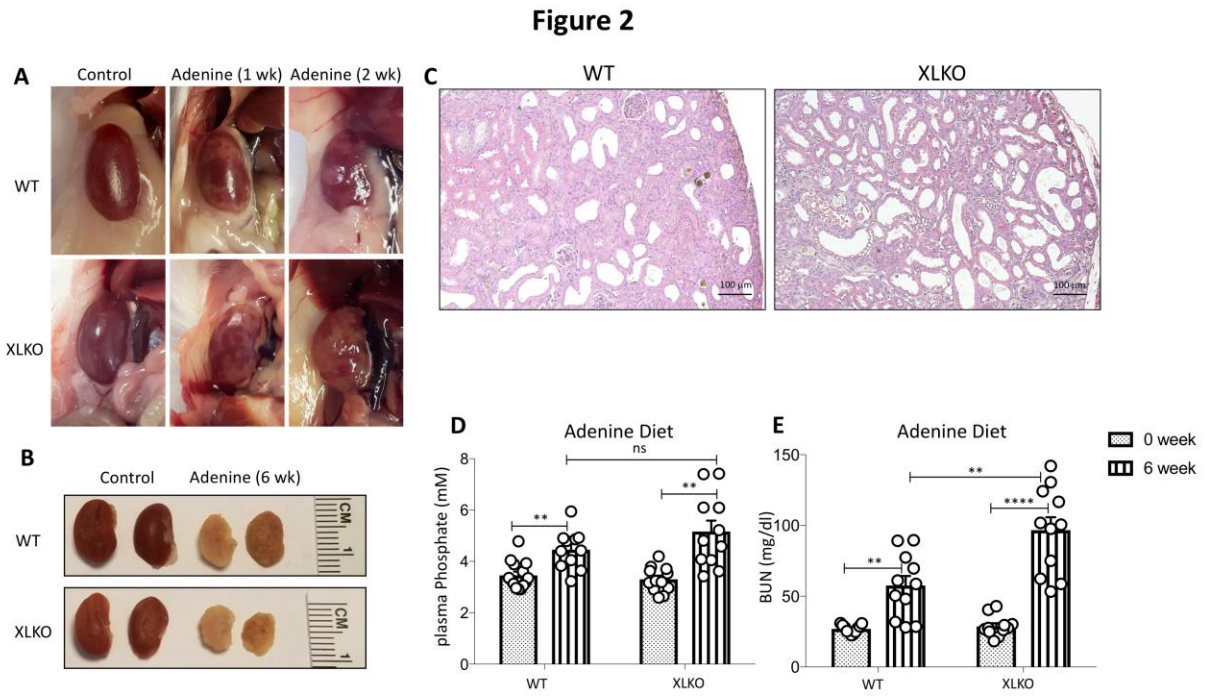 Figure 2
A
Control
Adenine (1 wk)
Adenine (2 wk)
WT
XLKO
B
Control
Adenine (6 wk)
WT
CM
1
XLKO
CM
1
C
WT
XLKO
100 µm
100 µm
D
Adenine Diet
ns
**
**
plasma Phosphate (mM)
8
6
4
2
0
WT
XLKO
E
Adenine Diet
**
****
**
BUN (mg/dl)
150
100
50
0
WT
XLKO
0 week
6 week